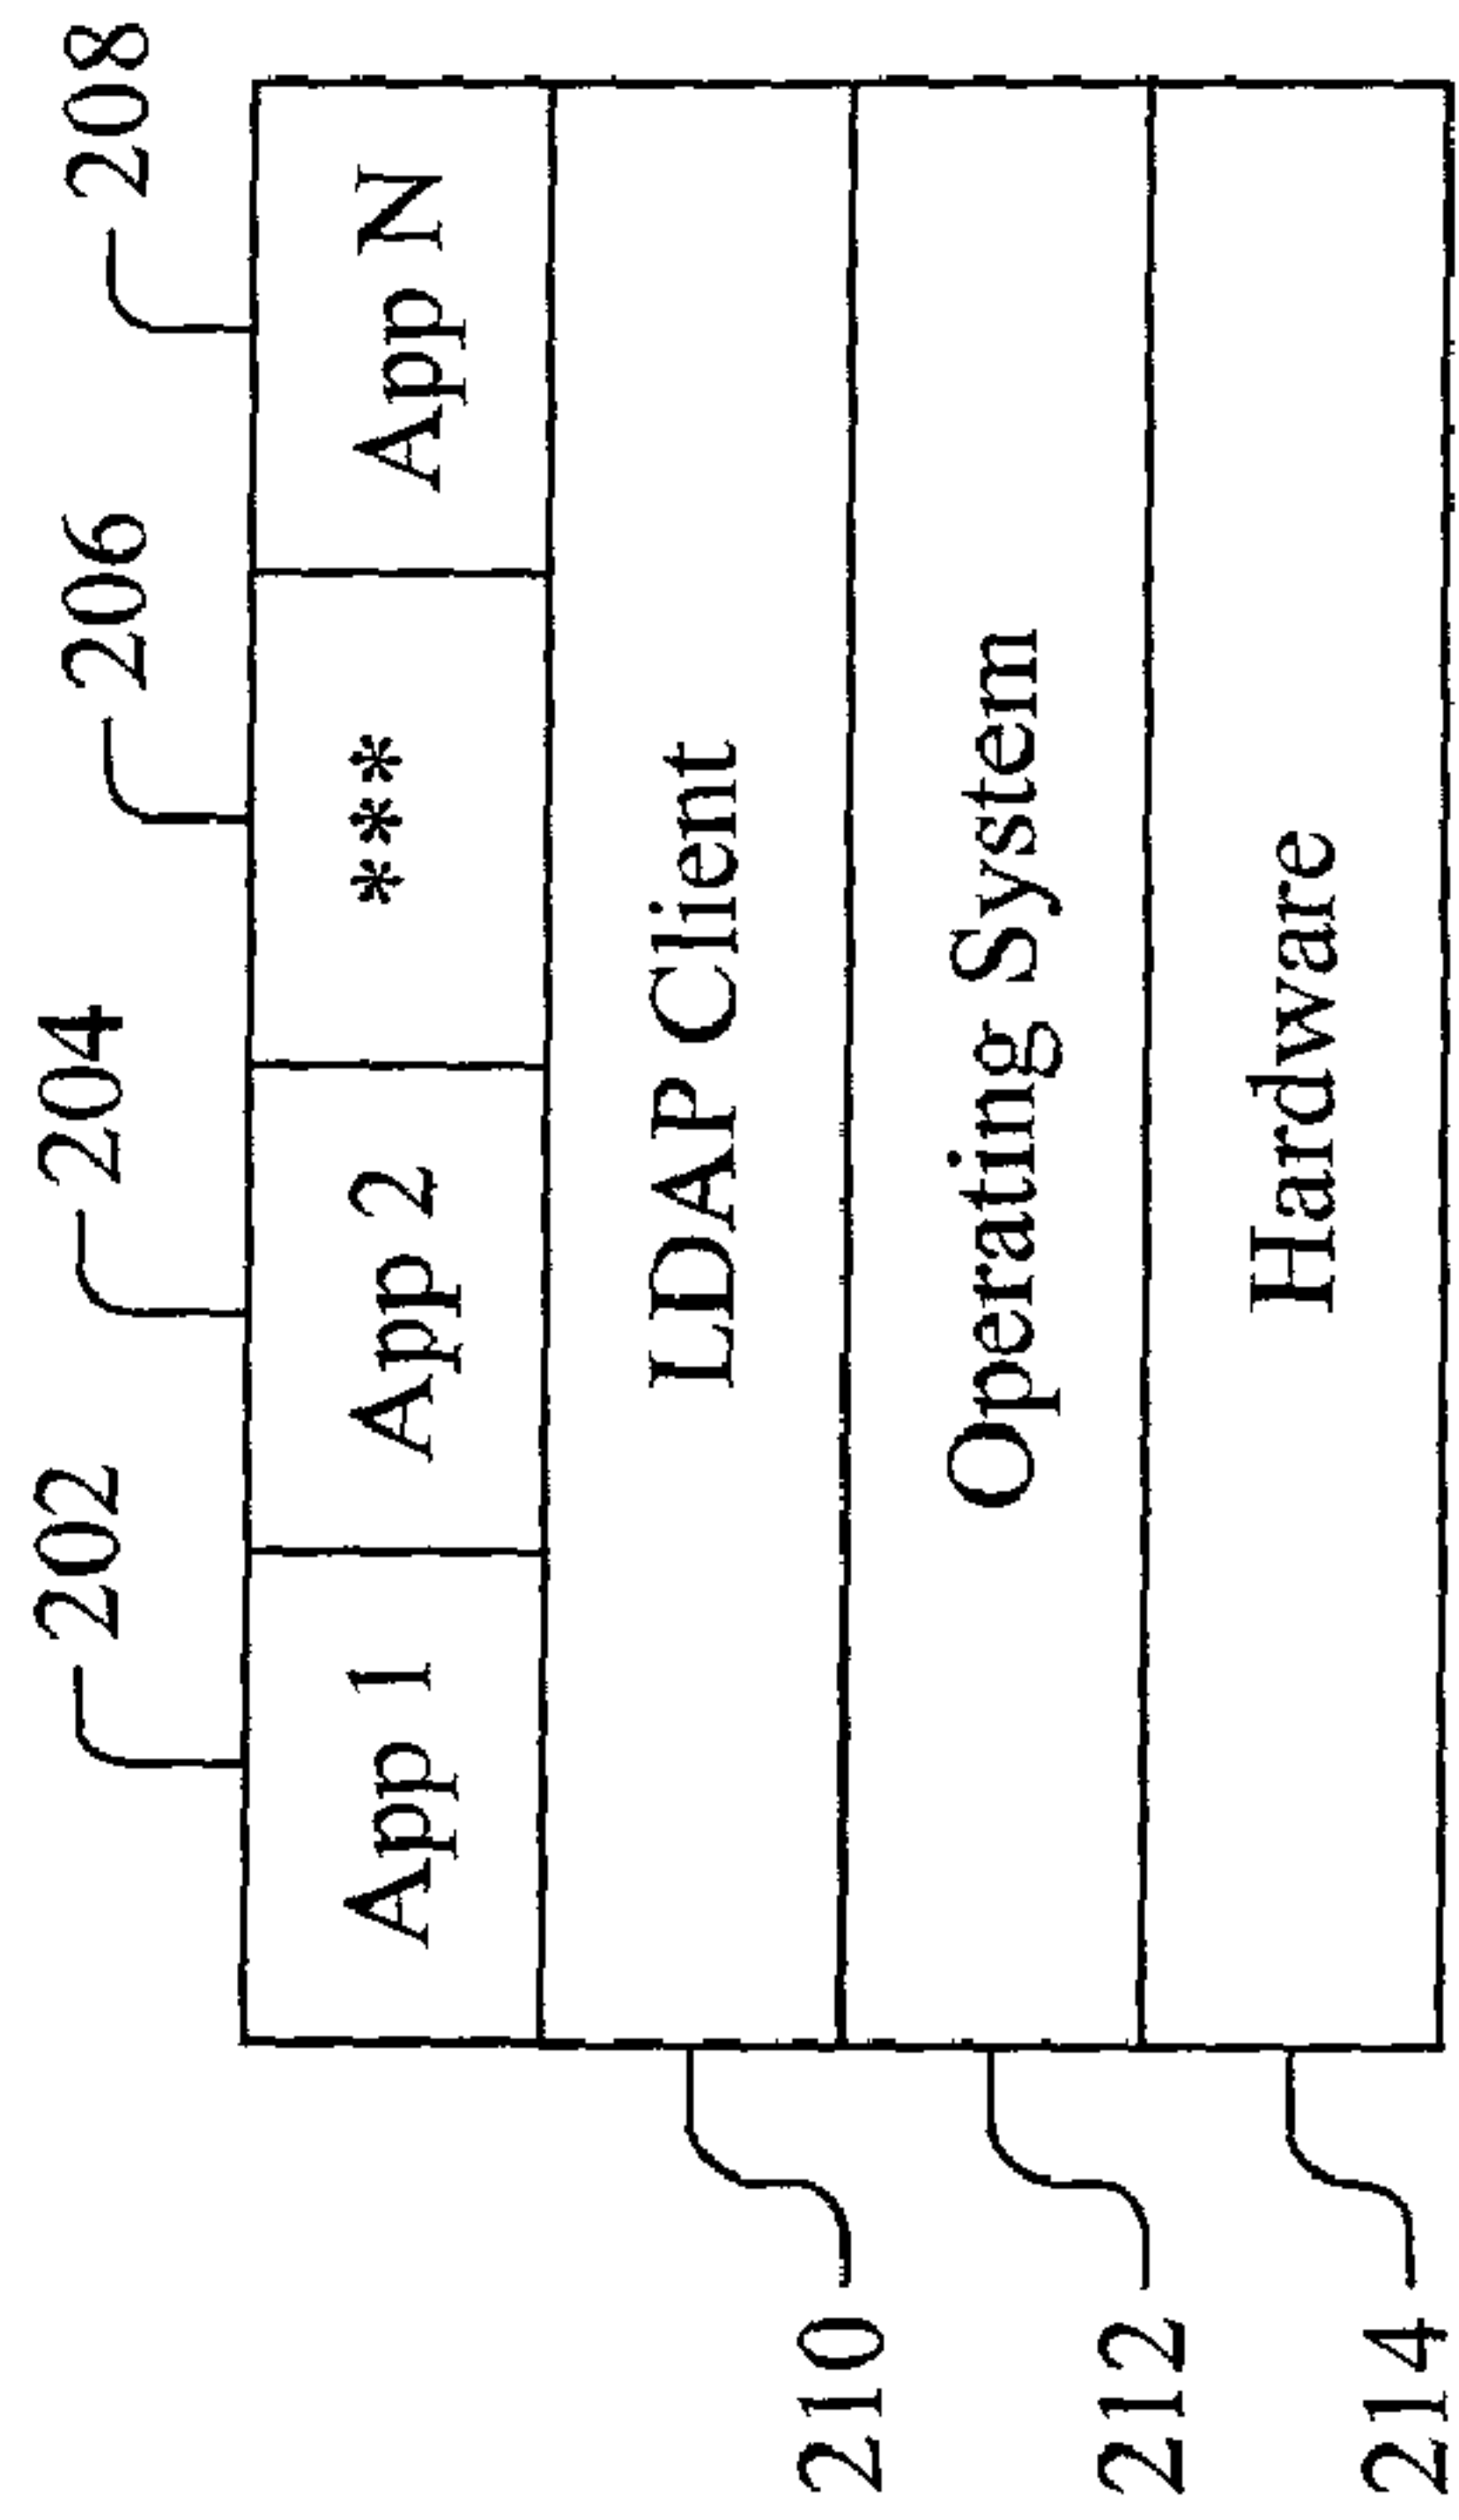 202
204
206
208
App 1
App 2
***
App N
210
LDAP Client
212
Operating System
214
Hardware